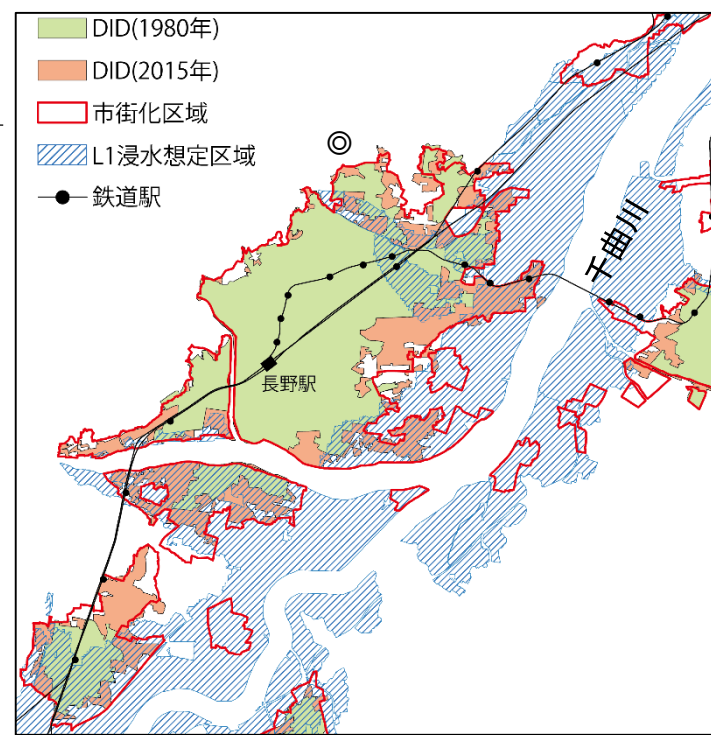 DID(1980年)
DID(2015年)
市街化区域
L1浸水想定区域
鉄道駅
千曲川
長野駅